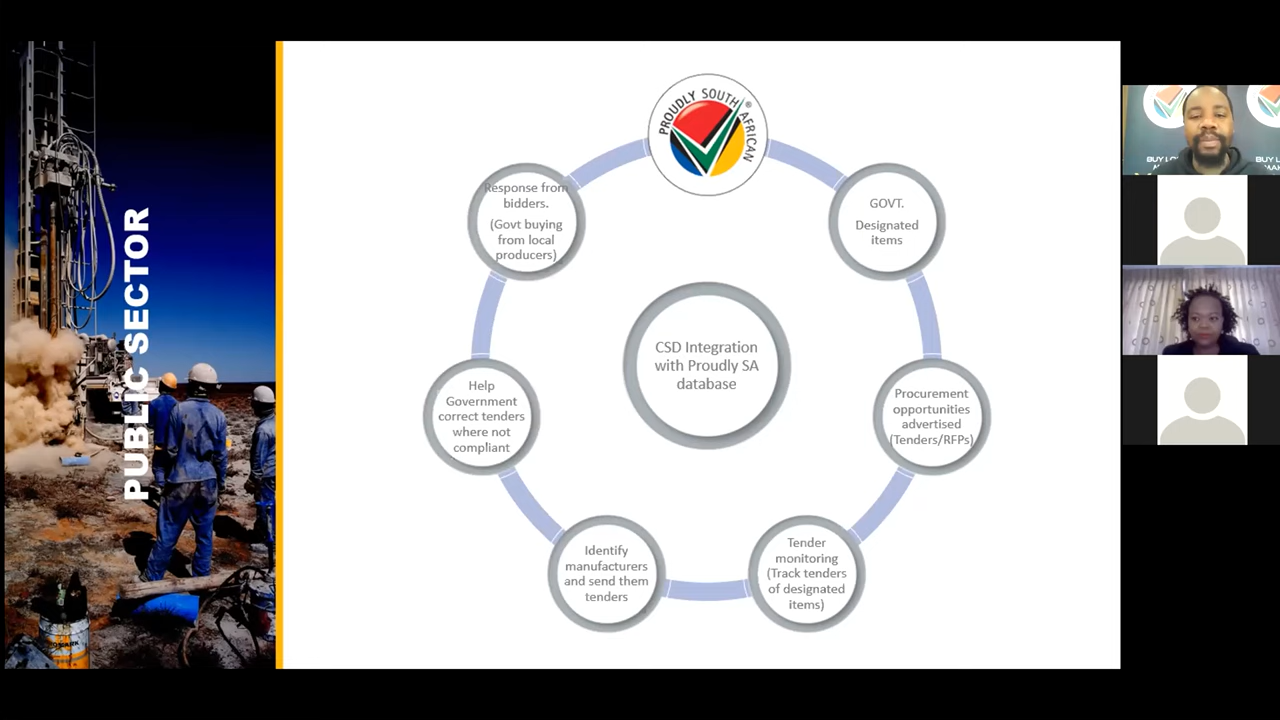 PUBLIC SECTOR
PROUDLY SOUTH AFRICAN
®
GOVT.
Designated
items
Procurement
opportunities
advertised
(Tenders/RFPs)
Tender
monitoring
(Track tenders
of designated
items)
Identify
manufacturers
and send them
tenders
Help
Government
correct tenders
where not
compliant
Response from
bidders.
(Govt buying
from local
producers)
CSD Integration
with Proudly SA
database
BUY LO